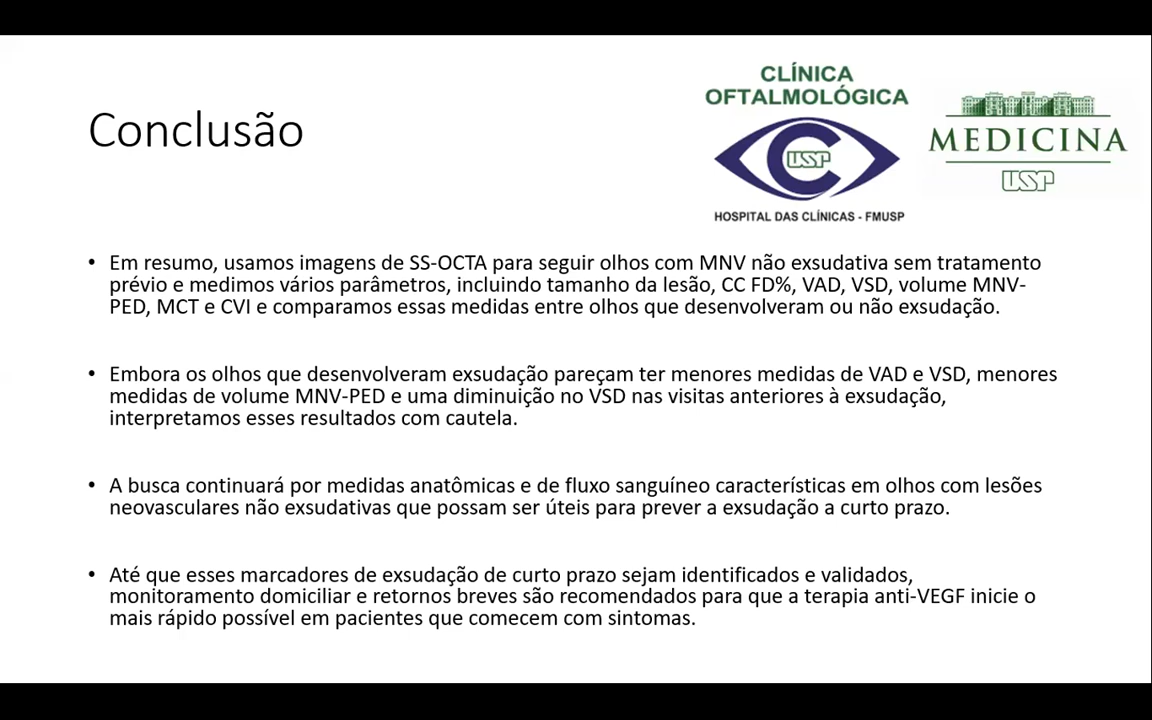 CLÍNICA
OFTALMOLÓGICA
USP
HOSPITAL DAS CLÍNICAS - FMUSP
MEDICINA
USP
Conclusão
• Em resumo, usamos imagens de SS-OCTA para seguir olhos com MNV não exsudativa sem tratamento
prévio e medimos vários parâmetros, incluindo tamanho da lesão, CC FD%, VAD, VSD, volume MNV-
PED, MCT e CVI e comparamos essas medidas entre olhos que desenvolveram ou não exsudação.
• Embora os olhos que desenvolveram exsudação pareçam ter menores medidas de VAD e VSD, menores
medidas de volume MNV-PED e uma diminuição no VSD nas visitas anteriores à exsudação,
interpretamos esses resultados com cautela.
• A busca continuará por medidas anatômicas e de fluxo sanguíneo características em olhos com lesões
neovasculares não exsudativas que possam ser úteis para prever a exsudação a curto prazo.
• Até que esses marcadores de exsudação de curto prazo sejam identificados e validados,
monitoramento domiciliar e retornos breves são recomendados para que a terapia anti-VEGF inicie o
mais rápido possível em pacientes que comecem com sintomas.